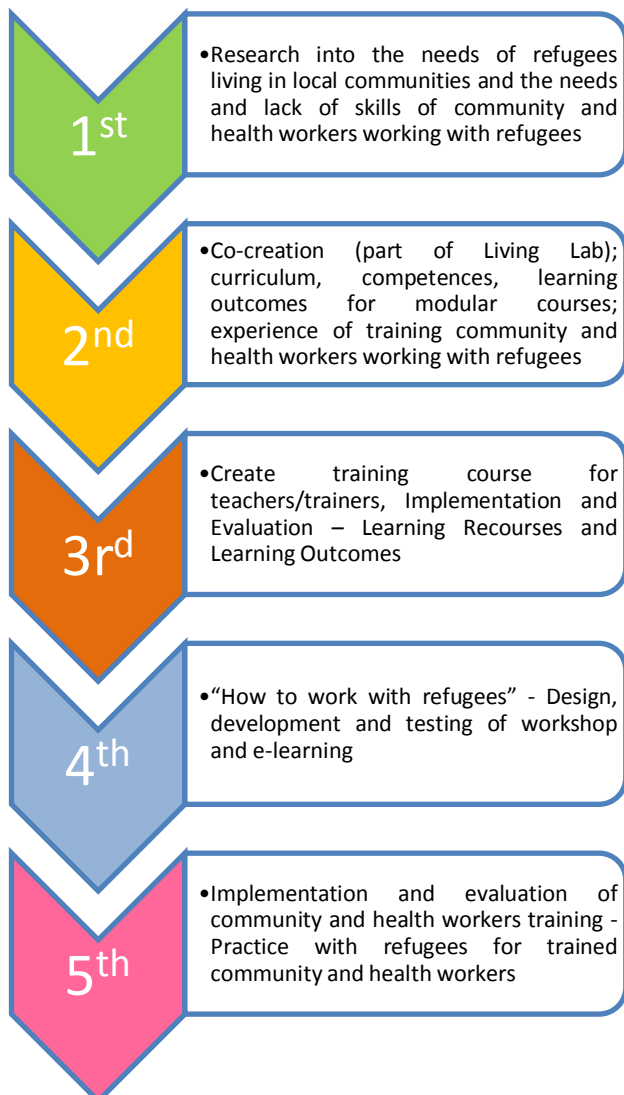 1st
•Research into the needs of refugees
living in local communities and the needs
and lack of skills of community and
health workers working with refugees
2nd
•Co-creation (part of Living Lab);
curriculum, competences, learning
outcomes for modular courses;
experience of training community and
health workers working with refugees
3rd
•Create training course for
teachers/trainers, Implementation and
Evaluation – Learning Recourses and
Learning Outcomes
4th
•“How to work with refugees” - Design,
development and testing of workshop
and e-learning
5th
•Implementation and evaluation of
community and health workers training -
Practice with refugees for trained
community and health workers